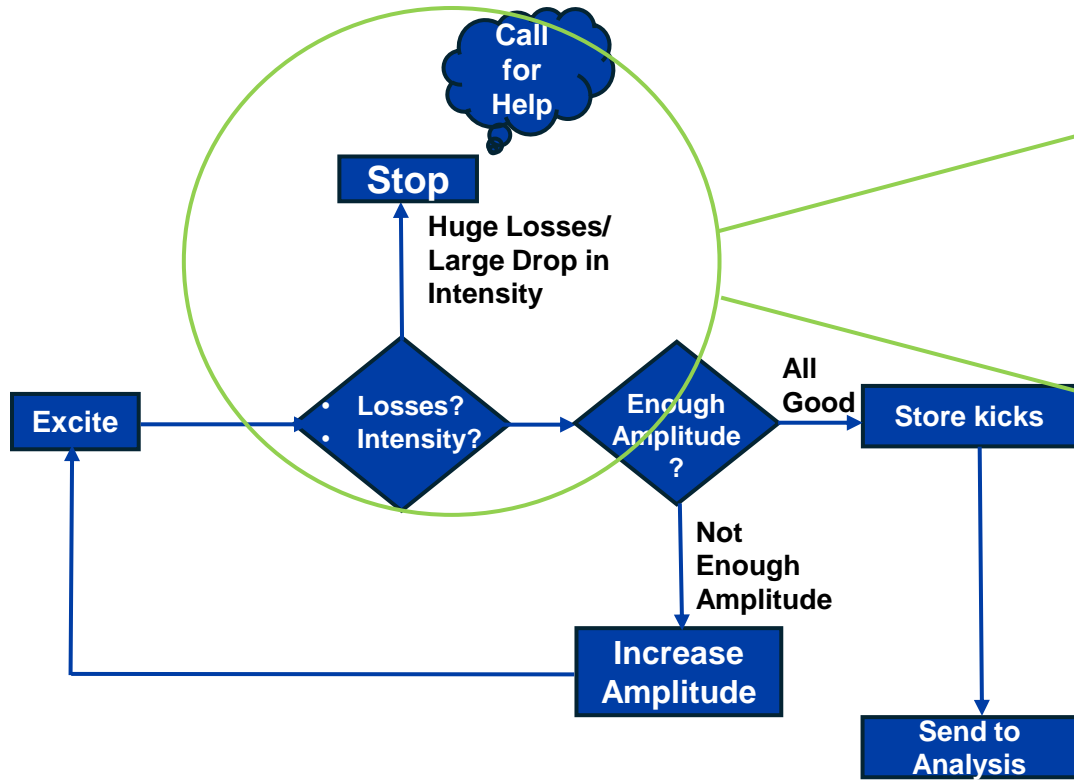 Call
for
Help
Stop
Huge Losses/
Large Drop in
Intensity
Excite
• Losses?
• Intensity?
Enough
Amplitude
?
All
Good
Store kicks
Not
Enough
Amplitude
Increase
Amplitude
Send to
Analysis